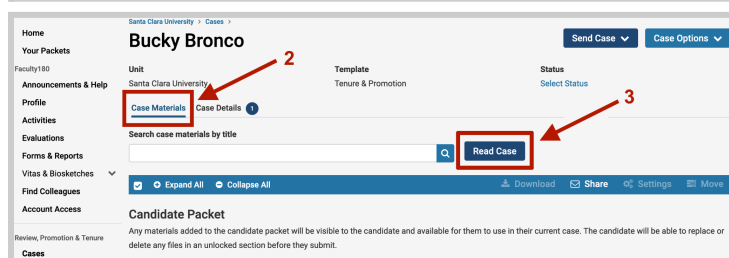 Santa Clara University > Cases >
Bucky Bronco
Send Case
Case Options
Home
Your Packets
Faculty180
Announcements & Help
Profile
Activities
Evaluations
Forms & Reports
Vitas & Biosketches
Find Colleagues
Account Access
Review, Promotion & Tenure
Cases
2
Unit
Template
Status
Santa Clara University
Tenure & Promotion
Select Status
Case Materials
Case Details 1
3
Search case materials by title
Read Case
Expand All
Collapse All
Download
Share
Settings
Move
Candidate Packet
Any materials added to the candidate packet will be visible to the candidate and available for them to use in their current case. The candidate will be able to replace or
delete any files in an unlocked section before they submit.